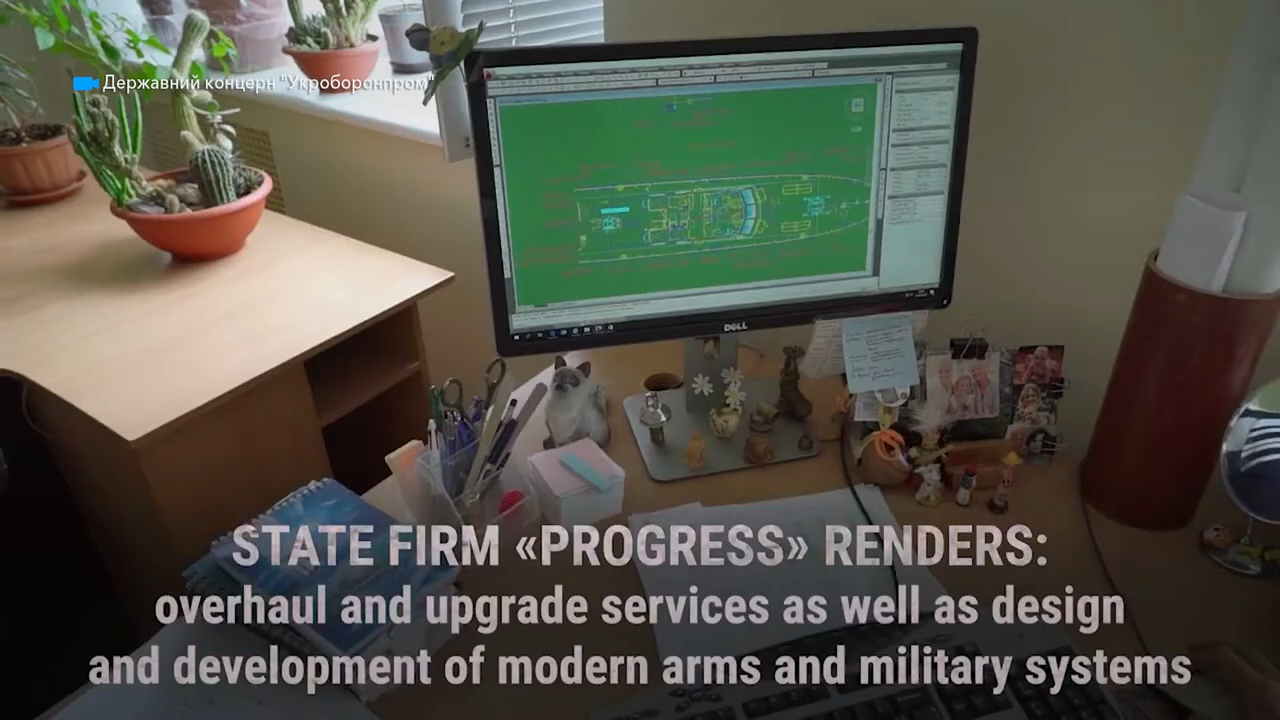 Державний концерн "Укроборонпром"
DELL
STATE FIRM «PROGRESS» RENDERS:
overhaul and upgrade services as well as design
and development of modern arms and military systems